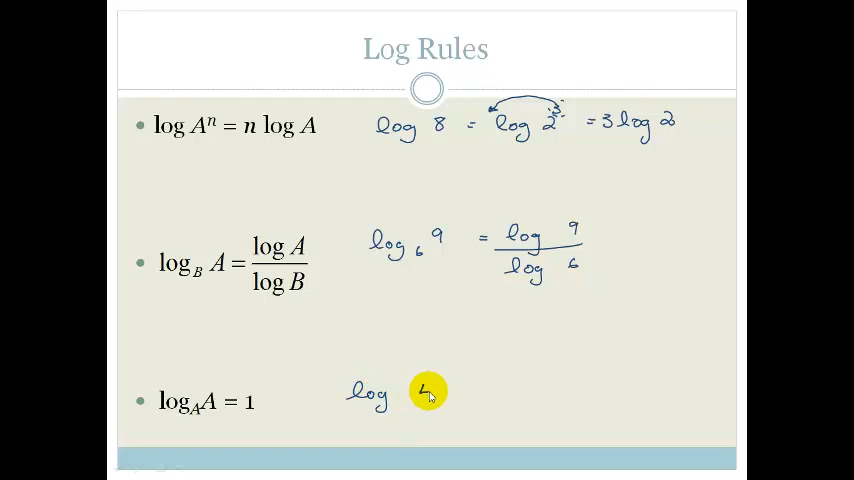 Log Rules
• log Aⁿ = n log A    log 8 = log 2³ = 3 log 2
• log_B A = log A / log B    log₆ 9 = log 9 / log 6
• log_A A = 1    log